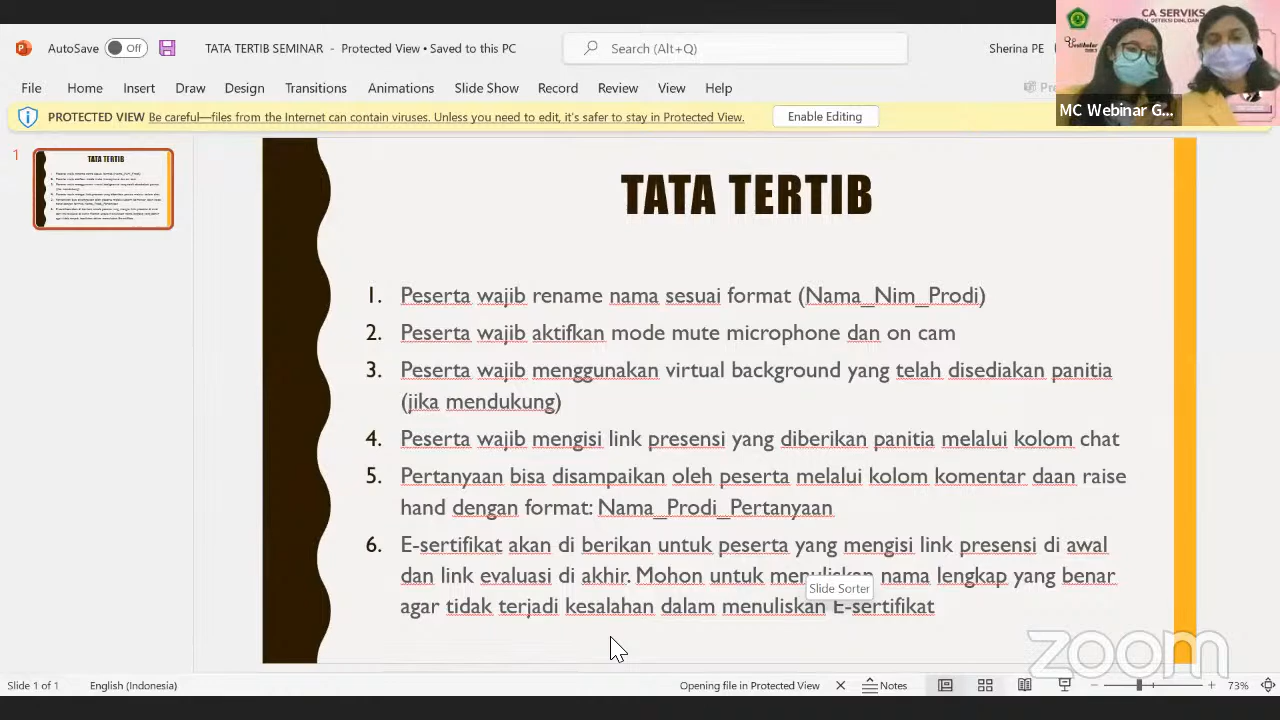 AutoSave Off TATA TERTIB SEMINAR - Protected View • Saved to this PC Search (Alt+Q) Sherina PE
File Home Insert Draw Design Transitions Animations Slide Show Record Review View Help
PROTECTED VIEW Be careful—files from the Internet can contain viruses. Unless you need to edit, it's safer to stay in Protected View. Enable Editing
CA SERVIKS
MC Webinar G...
1
TATA TERTIB
1. Peserta wajib rename nama sesuai format (Nama_Nim_Prodi)
2. Peserta wajib aktifkan mode mute microphone dan on cam
3. Peserta wajib menggunakan virtual background yang telah disediakan panitia
(jika mendukung)
4. Peserta wajib mengisi link presensi yang diberikan panitia melalui kolom chat
5. Pertanyaan bisa disampaikan oleh peserta melalui kolom komentar daan raise
hand dengan format: Nama_Prodi_Pertanyaan
6. E-sertifikat akan di berikan untuk peserta yang mengisi link presensi di awal
dan link evaluasi di akhir. Mohon untuk menuliskan nama lengkap yang benar
agar tidak terjadi kesalahan dalam menuliskan E-sertifikat
Slide Sorter
zoom
Slide 1 of 1 English (Indonesia) Opening file in Protected View Notes 73%